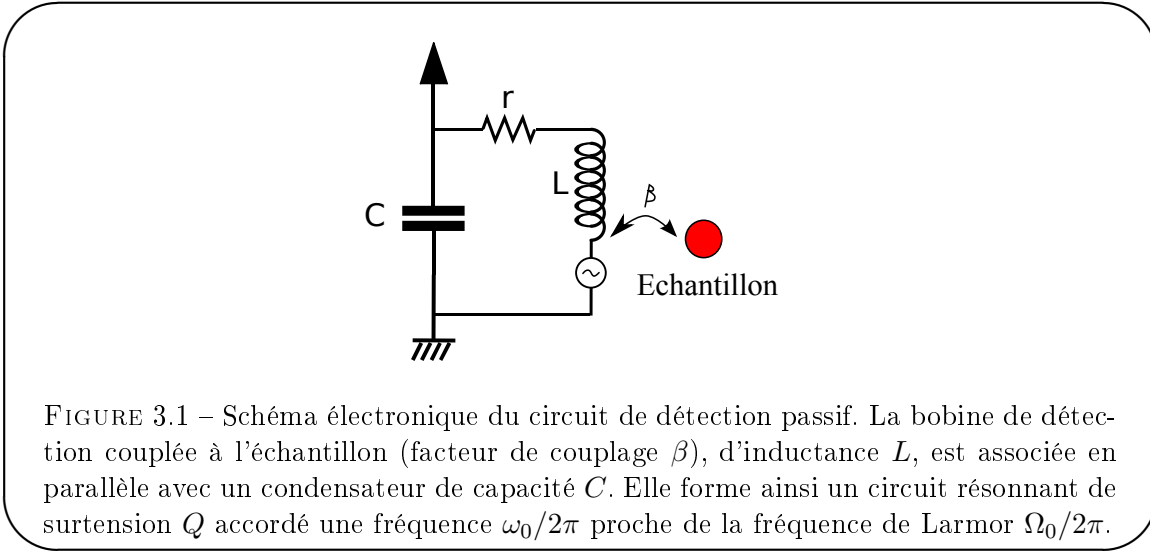 r
L
β
C
Echantillon
FIGURE 3.1 – Schéma électronique du circuit de détection passif. La bobine de détec-
tion couplée à l'échantillon (facteur de couplage β), d'inductance L, est associée en
parallèle avec un condensateur de capacité C. Elle forme ainsi un circuit résonnant de
surtension Q accordé une fréquence ω₀/2π proche de la fréquence de Larmor Ω₀/2π.